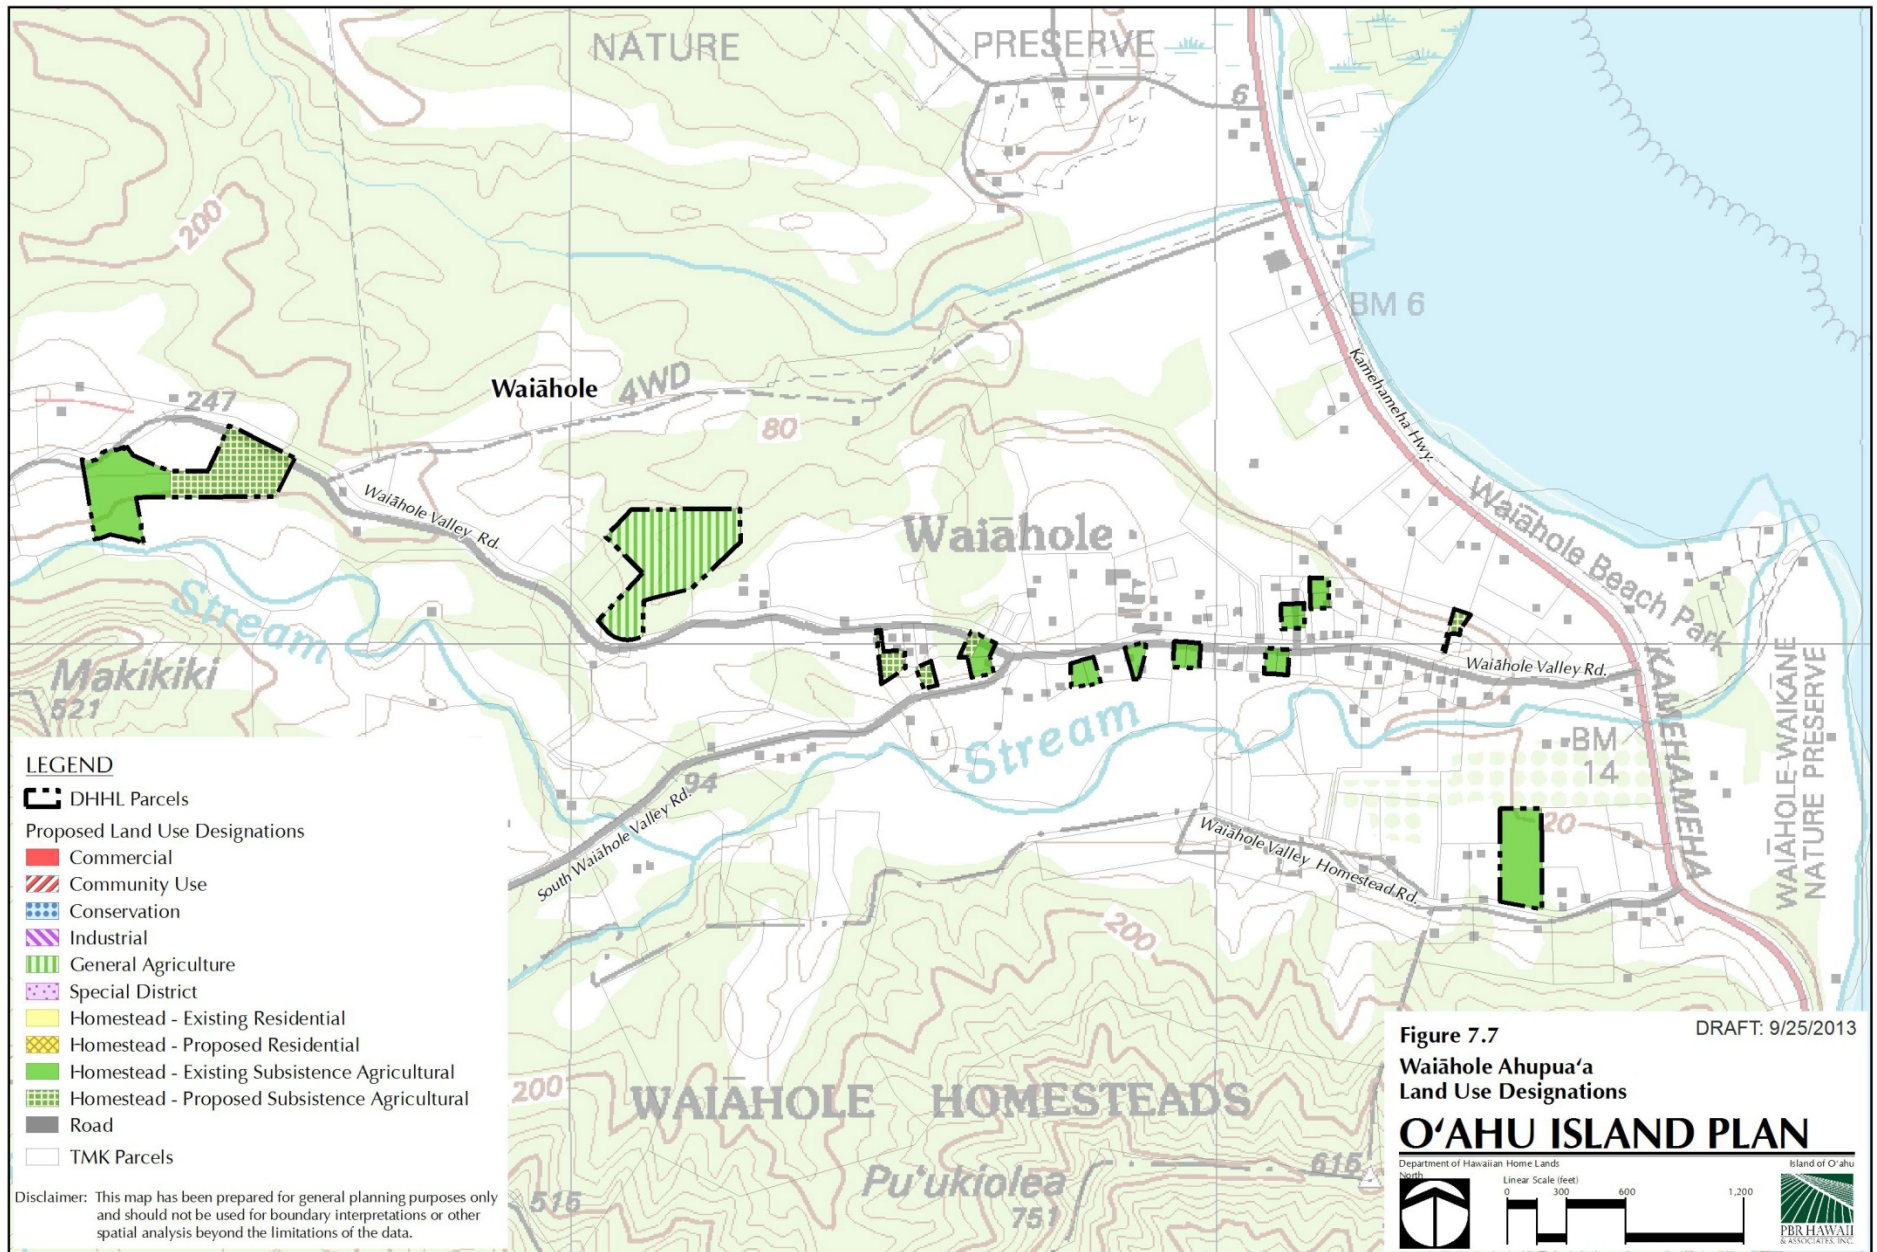 NATURE PRESERVE
6
200
BM 6
Kamehameha Hwy.
Waiāhole
4WD
247
80
Waiāhole Valley Rd.
Waiāhole
Waiāhole Beach Park
Stream
Makikiki
521
Waiāhole Valley Rd.
KAMEHAMEHA
WAIĀHOLE-WAIKĀNE
NATURE PRESERVE
Stream
BM
14
94
South Waiāhole Valley Rd.
20
Waiāhole Valley Homestead Rd.
200
200
WAIĀHOLE HOMESTEADS
Pu'ukiolea
751
616
515
LEGEND
DHHL Parcels
Proposed Land Use Designations
Commercial
Community Use
Conservation
Industrial
General Agriculture
Special District
Homestead - Existing Residential
Homestead - Proposed Residential
Homestead - Existing Subsistence Agricultural
Homestead - Proposed Subsistence Agricultural
Road
TMK Parcels
Disclaimer: This map has been prepared for general planning purposes only
and should not be used for boundary interpretations or other
spatial analysis beyond the limitations of the data.
Figure 7.7
DRAFT: 9/25/2013
Waiāhole Ahupua‘a
Land Use Designations
O‘AHU ISLAND PLAN
Department of Hawaiian Home Lands
Island of O‘ahu
North
Linear Scale (feet)
0 300 600 1,200
PBR HAWAII
& ASSOCIATES, INC.